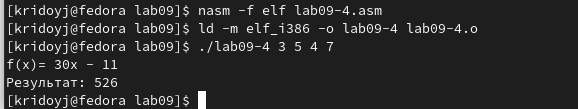 [kridoyj@fedora lab09]$ nasm -f elf lab09-4.asm
[kridoyj@fedora lab09]$ ld -m elf_i386 -o lab09-4 lab09-4.o
[kridoyj@fedora lab09]$ ./lab09-4 3 5 4 7
f(x)= 30x - 11
Результат: 526
[kridoyj@fedora lab09]$